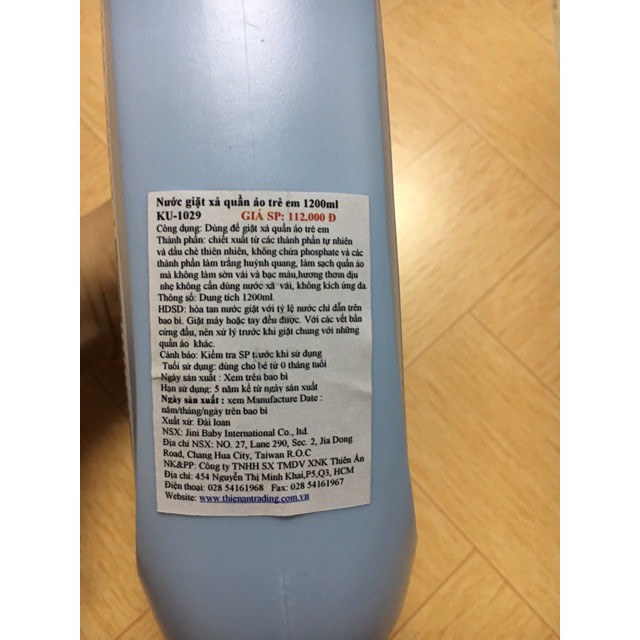 Nước giặt xả quần áo trẻ em 1200ml
KU-1029 GIÁ SP: 112.000 Đ
Công dụng: Dùng để giặt xả quần áo trẻ em
Thành phần: chiết xuất từ các thành phần tự nhiên
và dầu chè thiên nhiên, không chứa phosphate và các
thành phần làm trắng huỳnh quang, làm sạch quần áo
mà không làm sờn vải và bạc màu,hương thơm dịu
nhẹ không cần dùng nước xã vải, không kích ứng da.
Thông số: Dung tích 1200ml.
HDSD: hòa tan nước giặt với tỷ lệ nước chỉ dẫn trên
bao bì. Giặt máy hoặc tay đều được. Với các vết bẩn
cứng đầu, nên xử lý trước khi giặt chung với những
quần áo khác.
Cảnh báo: Kiểm tra SP trước khi sử dụng
Tuổi sử dụng: dùng cho bé từ 0 tháng tuổi
Ngày sản xuất : Xem trên bao bì
Hạn sử dụng: 5 năm kể từ ngày sản xuất
Ngày sản xuất : xem Manufacture Date :
năm/tháng/ngày trên bao bì
Xuất xứ: Đài loan
NSX: Jini Baby International Co., ltd.
Địa chỉ NSX: NO. 27, Lane 290, Sec. 2, Jia Dong
Road, Chang Hua City, Taiwan R.O.C
NK&PP: Công ty TNHH SX TMDV XNK Thiên Ân
Địa chỉ: 454 Nguyễn Thị Minh Khai,P5,Q3, HCM
Điện thoại: 028 54161968 Fax: 028 54161967
Website: www.thienantrading.com.vn